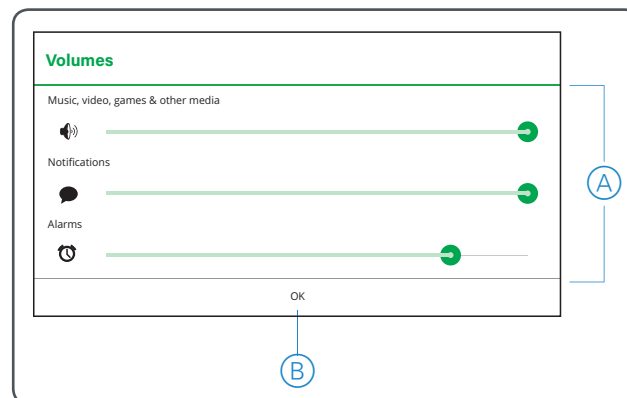 Volumes
Music, video, games & other media
Notifications
Alarms
OK
A
B